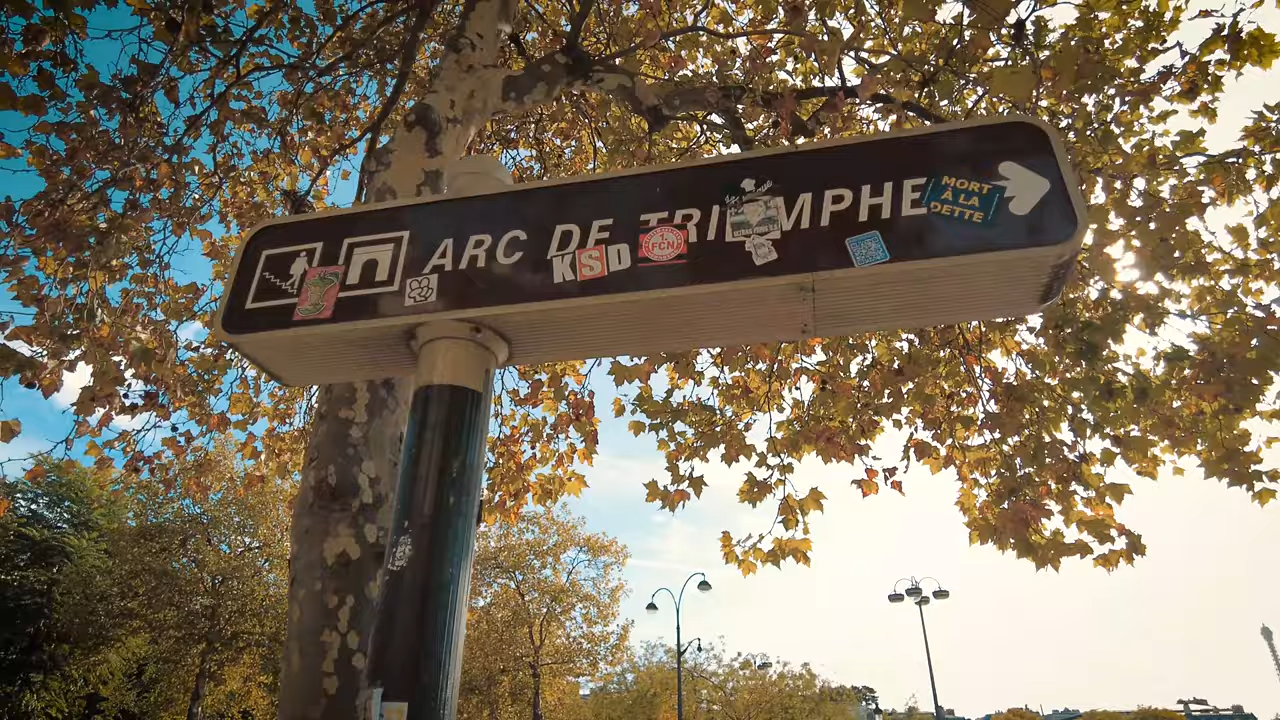 ARC DE TRIOMPHE
MORT
À LA
DETTE
KSD
FCN